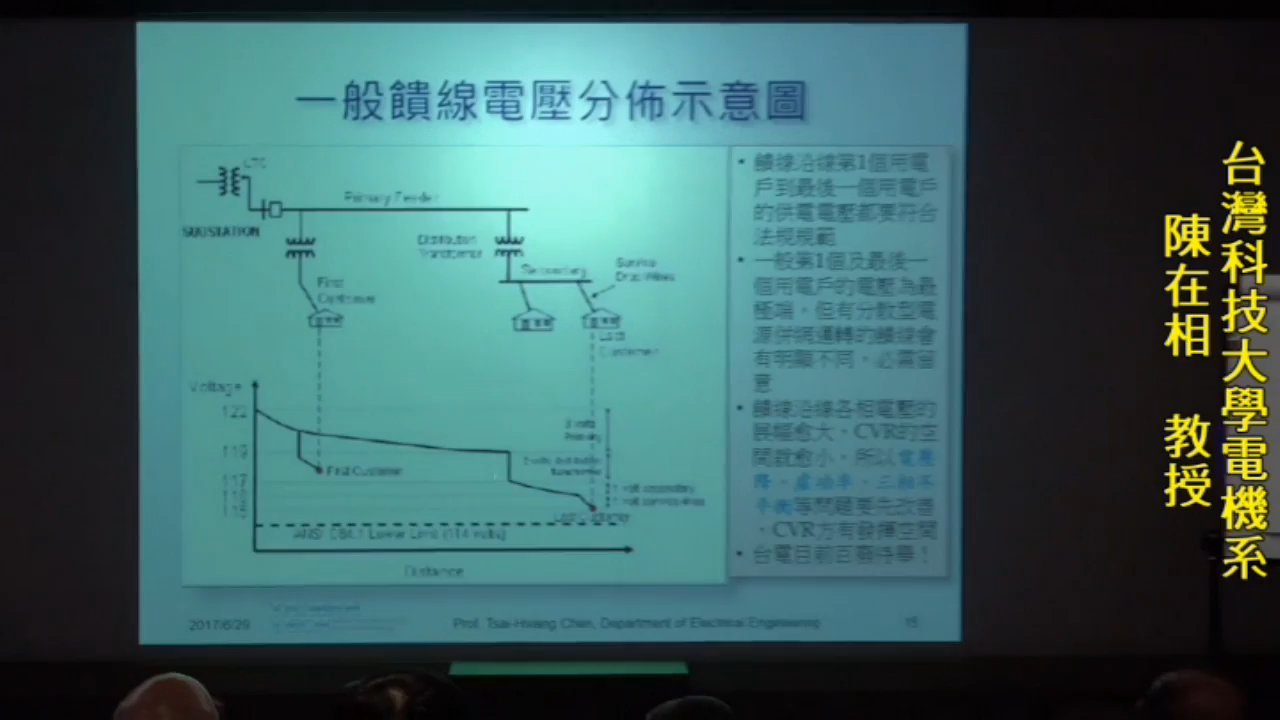 一般饋線電壓分佈示意圖
LTC
Primary Feeder
SUBSTATION
Distribution
Transformer
Secondary
Service
Drop Wires
First
Customer
Last
Customer
Voltage
122
119
117
115
First Customer
Last Customer
ANSI C84.1 Lower Limit (114 volts)
Distance
• 饋線沿線第1個用電
戶到最後一個用電戶
的供電電壓都要符合
法規規範
• 一般第1個及最後一
個用電戶的電壓為最
極端，但有分散型電
源併網運轉的饋線會
有明顯不同，必需留
意
• 饋線沿線各相電壓的
展幅愈大，CVR的空
間就愈小，所以電壓
降、虛功率、三相不
平衡等問題要先改善
，CVR方有發揮空間
• 台電目前百廢待舉！
2017/6/29
Prof. Tsai-Hsiang Chen, Department of Electrical Engineering
15
台灣科技大學電機系
陳在相 教授